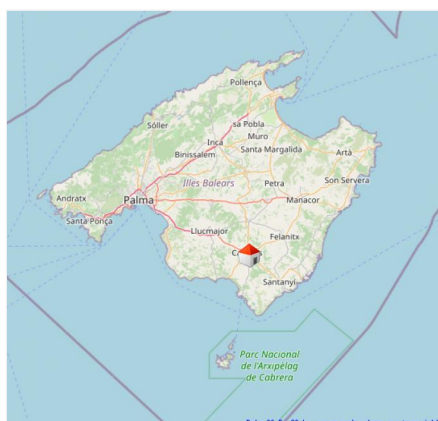 Pollença
sa Pobla
Sóller
Muro
Inca
Santa Margalida
Binissalem
Artà
Illes Balears
Petra
Son Servera
Andratx
Palma
Manacor
Santa Ponça
Llucmajor
Felanitx
Santanyí
Parc Nacional
de l'Arxipèlag
de Cabrera